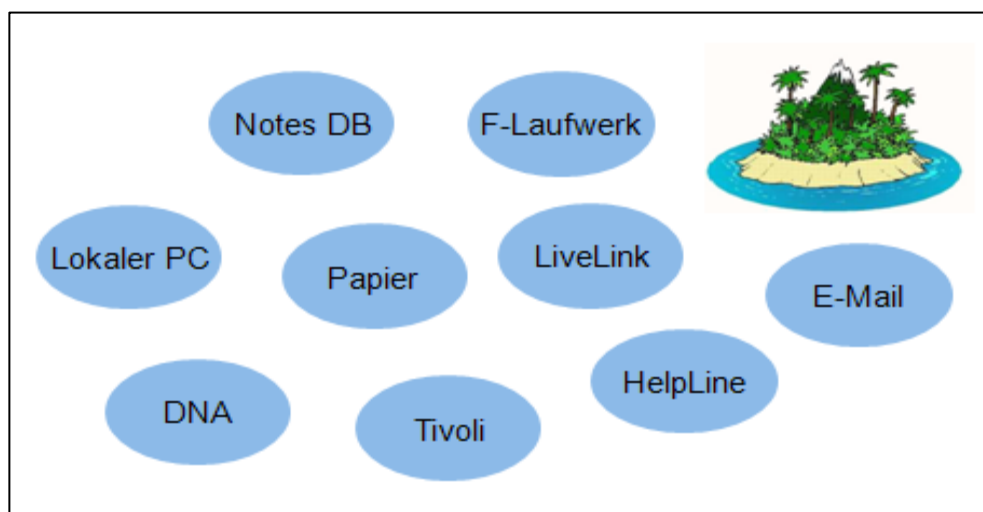 Notes DB
F-Laufwerk
Lokaler PC
Papier
LiveLink
E-Mail
DNA
Tivoli
HelpLine